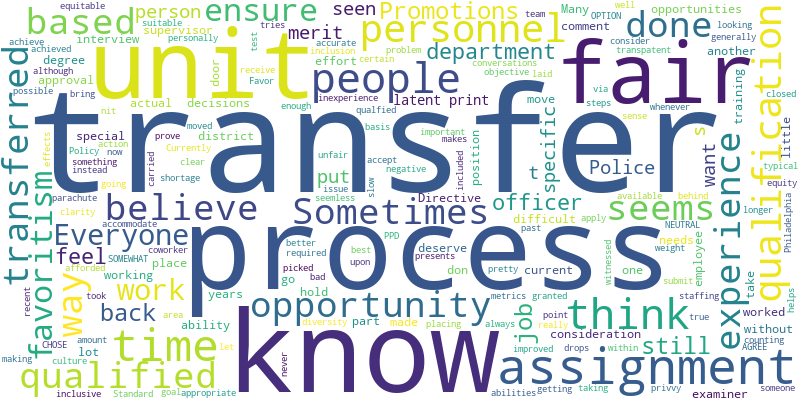 equitable
based
person
suitable
ensure
seen
Promotions
Many
OPTION
team
well
looking
opportunities
achieve
achieved
being
interview
supervisor
tries
accurate
merit
personnel
comment
consider
generally
transpatent
done
degree
personally
test
inclusion
problem
effort
department
another
although
approval
door
receive
certain
conversations
objective
laid
possible
bring
unit
Favor
people
fair
closed
qualification
inexperience
via
actual
decisions
latent print
move
steps
training
little
nit
moved
enough
qualfied
whenever
special
prove
district
basis
important
sense
typical
Policy
now
action
clear
makes
something
carried
unfair
accept
negative
included
position
specific
t
Police
Want
s
equity
effects
instead
Currently
shortage
issue
slow
Directive
transfer
going
parachute
seemless
available
behind
transferred
clarity
believe
Sometimes
officer
seems
longer
accommodate
difficult
apply
Philadelphia
favoritism
Everyone
coworker
better
required
PPD
past
deserve
needs
NEUTRAL
weight
experience
feel
SOMEWHAT
place
picked
bad
best
upon
presents
don
pretty
current
one
witnessed
employee
submit
take
way
afforded
working
go
hold
process
metrics
granted
staffing
helps
work
years
opportunity
job
think
true
worked
without
recent
took
back
area
ability
diversity
part
made
placing
always
really
point
consideration
still
counting
AGREE
CHOSE
amount
time
let
know
never
improved
drops
within
privvy
examiner
making
culture
lot
qualified
assignment
someone
inclusive
Standard
goal
appropriate
abilities
getting
taking